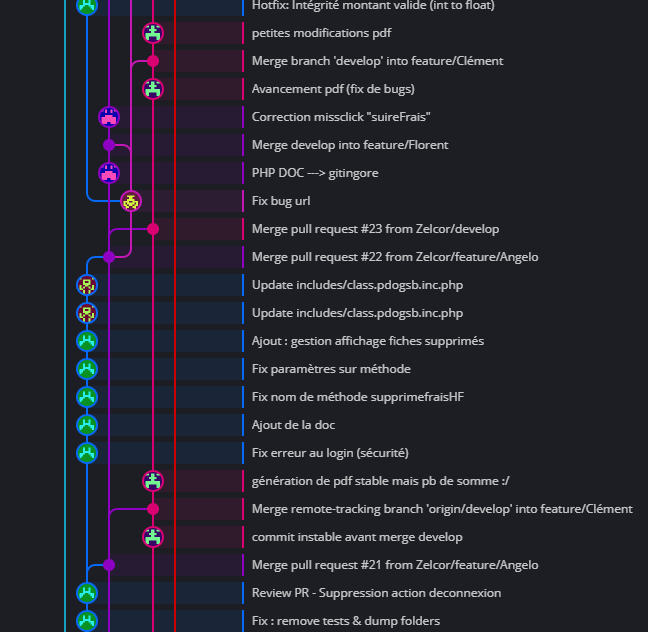 Hotfix: Intégrité montant valide (int to float)
petites modifications pdf
Merge branch 'develop' into feature/Clément
Avancement pdf (fix de bugs)
Correction missclick "suireFrais"
Merge develop into feature/Florent
PHP DOC ---> gitingore
Fix bug url
Merge pull request #23 from Zelcor/develop
Merge pull request #22 from Zelcor/feature/Angelo
Update includes/class.pdogsb.inc.php
Update includes/class.pdogsb.inc.php
Ajout : gestion affichage fiches supprimés
Fix paramètres sur méthode
Fix nom de méthode supprimefraisHF
Ajout de la doc
Fix erreur au login (sécurité)
génération de pdf stable mais pb de somme :/
Merge remote-tracking branch 'origin/develop' into feature/Clément
commit instable avant merge develop
Merge pull request #21 from Zelcor/feature/Angelo
Review PR - Suppression action deconnexion
Fix : remove tests & dump folders